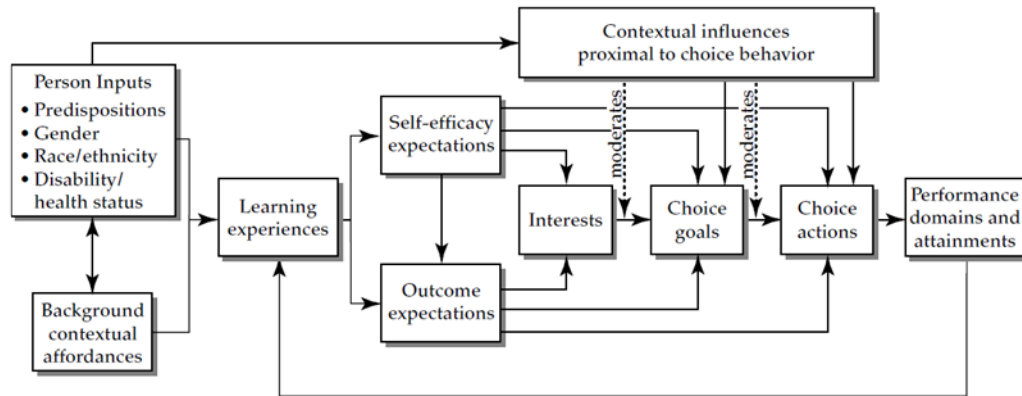 Contextual influences
proximal to choice behavior
Person Inputs
• Predispositions
• Gender
• Race/ethnicity
• Disability/
health status
Background
contextual
affordances
Learning
experiences
Self-efficacy
expectations
Outcome
expectations
Interests
moderates
Choice
goals
moderates
Choice
actions
Performance
domains and
attainments